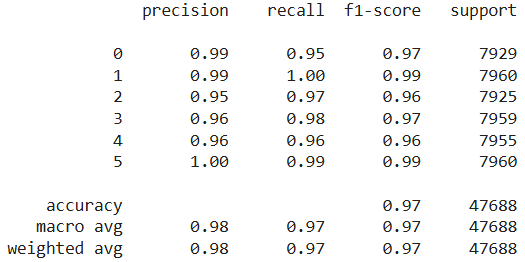 precision recall f1-score support
0 0.99 0.95 0.97 7929
1 0.99 1.00 0.99 7960
2 0.95 0.97 0.96 7925
3 0.96 0.98 0.97 7959
4 0.96 0.96 0.96 7955
5 1.00 0.99 0.99 7960
accuracy 0.97 47688
macro avg 0.98 0.97 0.97 47688
weighted avg 0.98 0.97 0.97 47688